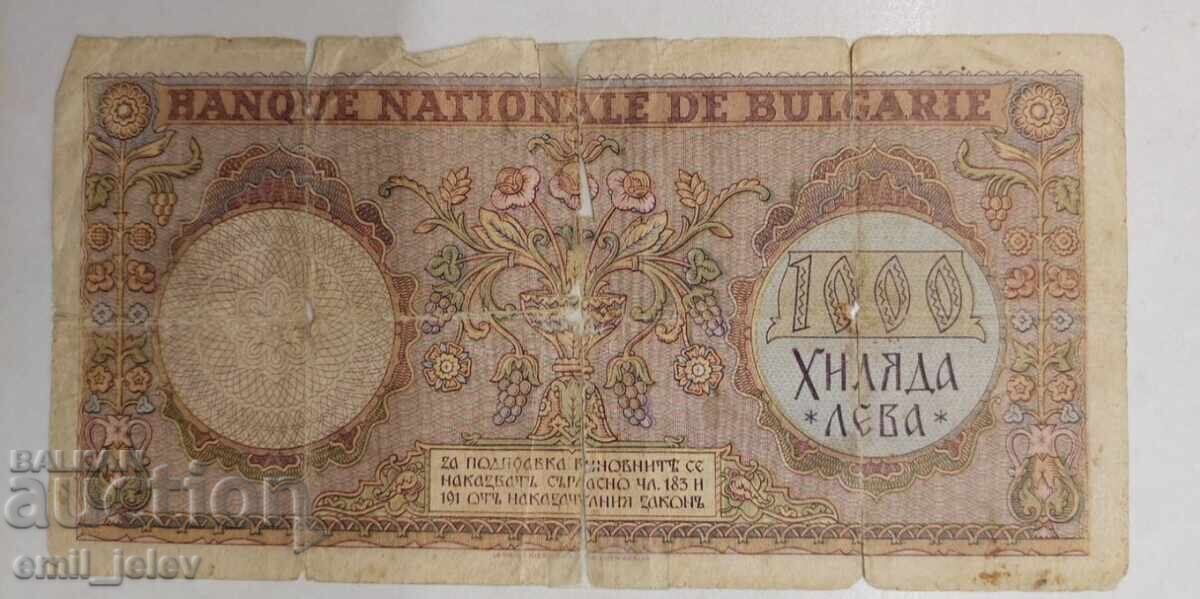 BANQUE NATIONALE DE BULGARIE
1000
ХИЛЯДА
* ЛЕВА *
ЗА ПОДПРАВКА ВИНОВНИТѢ СЕ
НАКАЗВАТЪ СЪГЛАСНО ЧЛ. 183 И
191 ОТЪ НАКАЗАТЕЛНИЯ ЗАКОНЪ
BALKAN
auction
emil_jelev